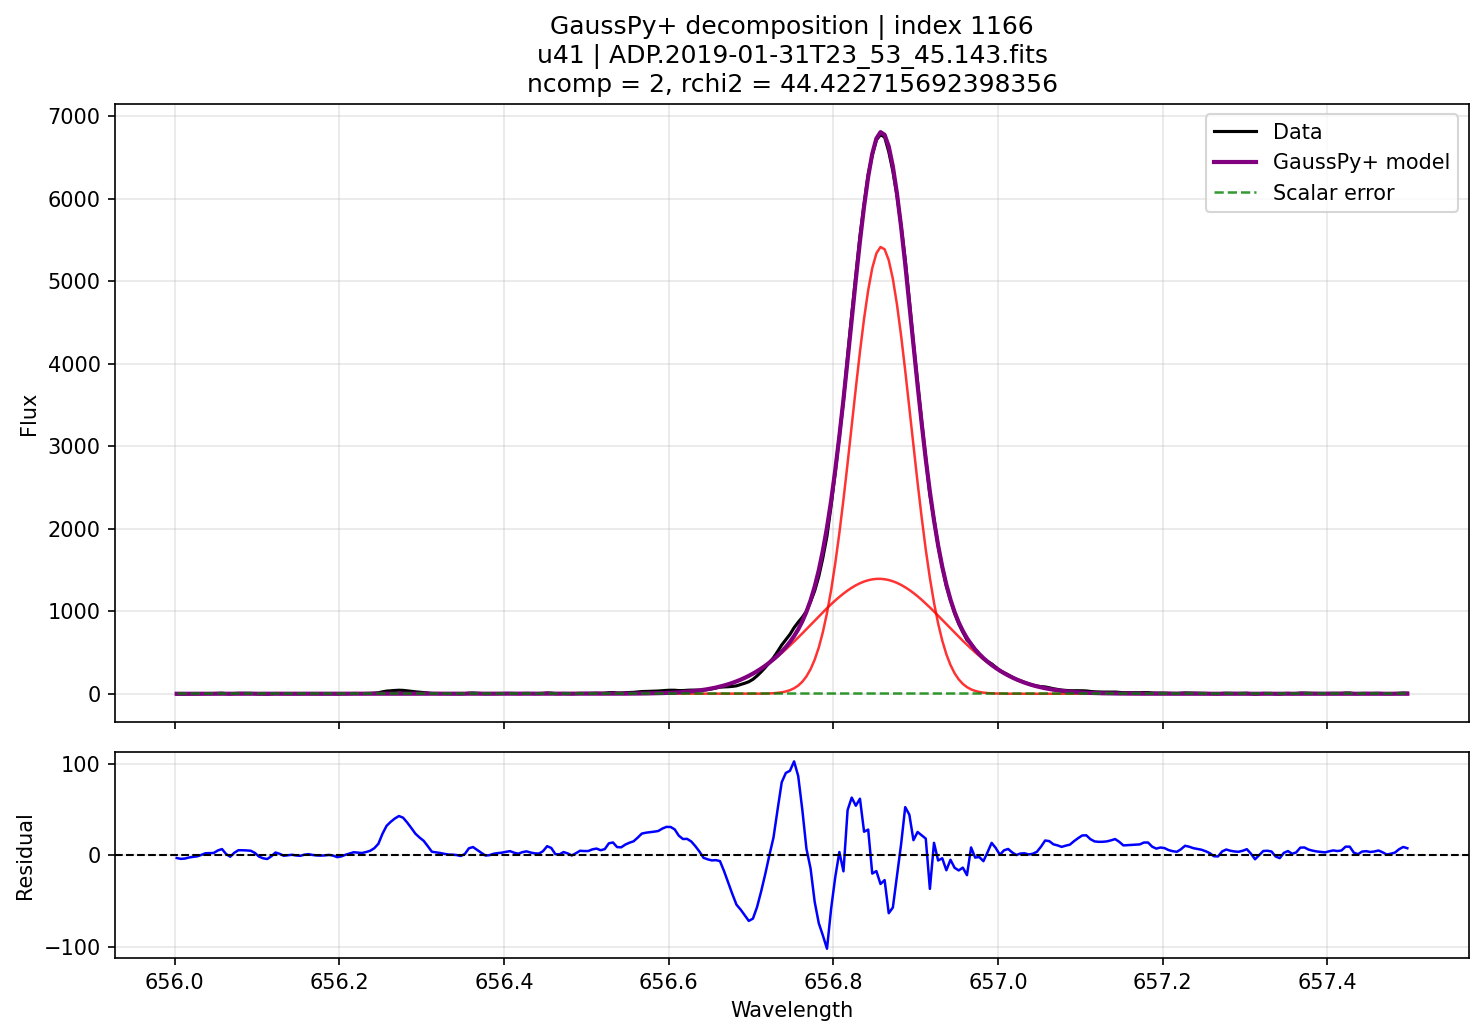 GaussPy+ decomposition | index 1166
u41 | ADP.2019-01-31T23_53_45.143.fits
ncomp = 2, rchi2 = 44.422715692398356
7000
6000
5000
4000
3000
2000
1000
0
Flux
Data
GaussPy+ model
Scalar error
100
0
−100
Residual
656.0
656.2
656.4
656.6
656.8
657.0
657.2
657.4
Wavelength